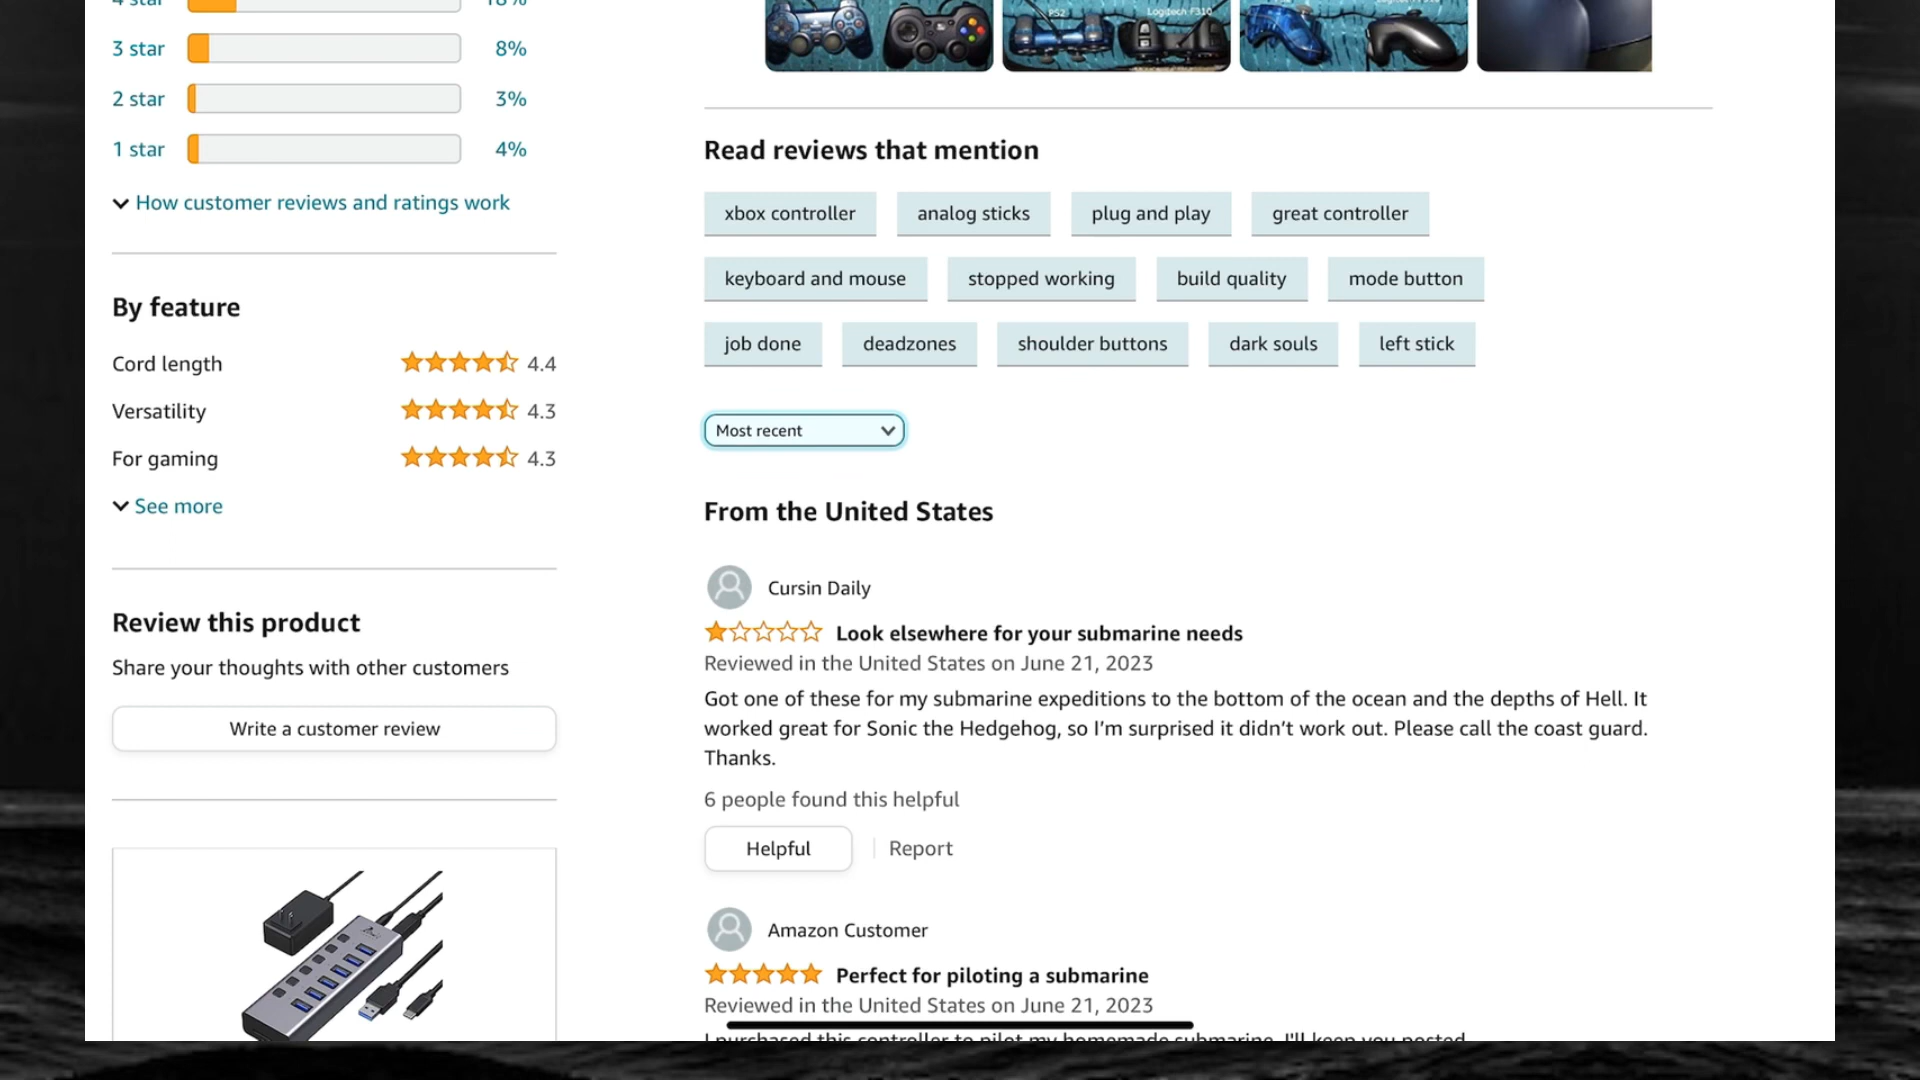 3 star 8%
2 star 3%
1 star 4%
How customer reviews and ratings work
By feature
Cord length 4.4
Versatility 4.3
For gaming 4.3
See more
Review this product
Share your thoughts with other customers
Write a customer review
PS2
Logitech F310
Read reviews that mention
xbox controller analog sticks plug and play great controller
keyboard and mouse stopped working build quality mode button
job done deadzones shoulder buttons dark souls left stick
Most recent
From the United States
Cursin Daily
Look elsewhere for your submarine needs
Reviewed in the United States on June 21, 2023
Got one of these for my submarine expeditions to the bottom of the ocean and the depths of Hell. It
worked great for Sonic the Hedgehog, so I’m surprised it didn’t work out. Please call the coast guard.
Thanks.
6 people found this helpful
Helpful Report
Amazon Customer
Perfect for piloting a submarine
Reviewed in the United States on June 21, 2023
I purchased this controller to pilot my homemade submarine. I'll keep you posted